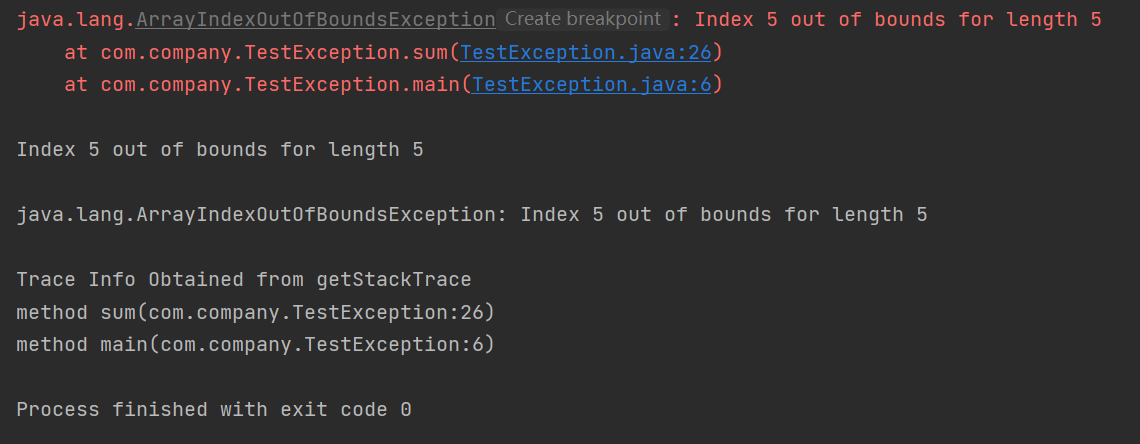 java.lang.ArrayIndexOutOfBoundsException Create breakpoint : Index 5 out of bounds for length 5
at com.company.TestException.sum(TestException.java:26)
at com.company.TestException.main(TestException.java:6)
Index 5 out of bounds for length 5
java.lang.ArrayIndexOutOfBoundsException: Index 5 out of bounds for length 5
Trace Info Obtained from getStackTrace
method sum(com.company.TestException:26)
method main(com.company.TestException:6)
Process finished with exit code 0